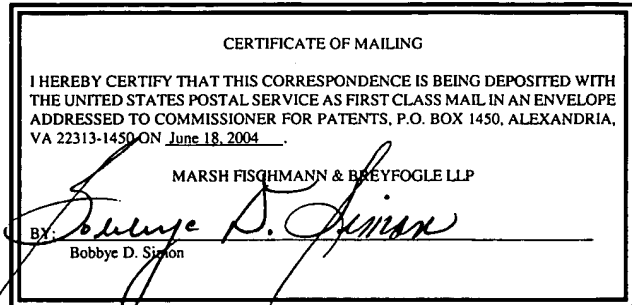 CERTIFICATE OF MAILING
I HEREBY CERTIFY THAT THIS CORRESPONDENCE IS BEING DEPOSITED WITH
THE UNITED STATES POSTAL SERVICE AS FIRST CLASS MAIL IN AN ENVELOPE
ADDRESSED TO COMMISSIONER FOR PATENTS, P.O. BOX 1450, ALEXANDRIA,
VA 22313-1450 ON June 18, 2004.
MARSH FISCHMANN & BREYFOGLE LLP
BY: Bobbye D. Simon
Bobbye D. Simon